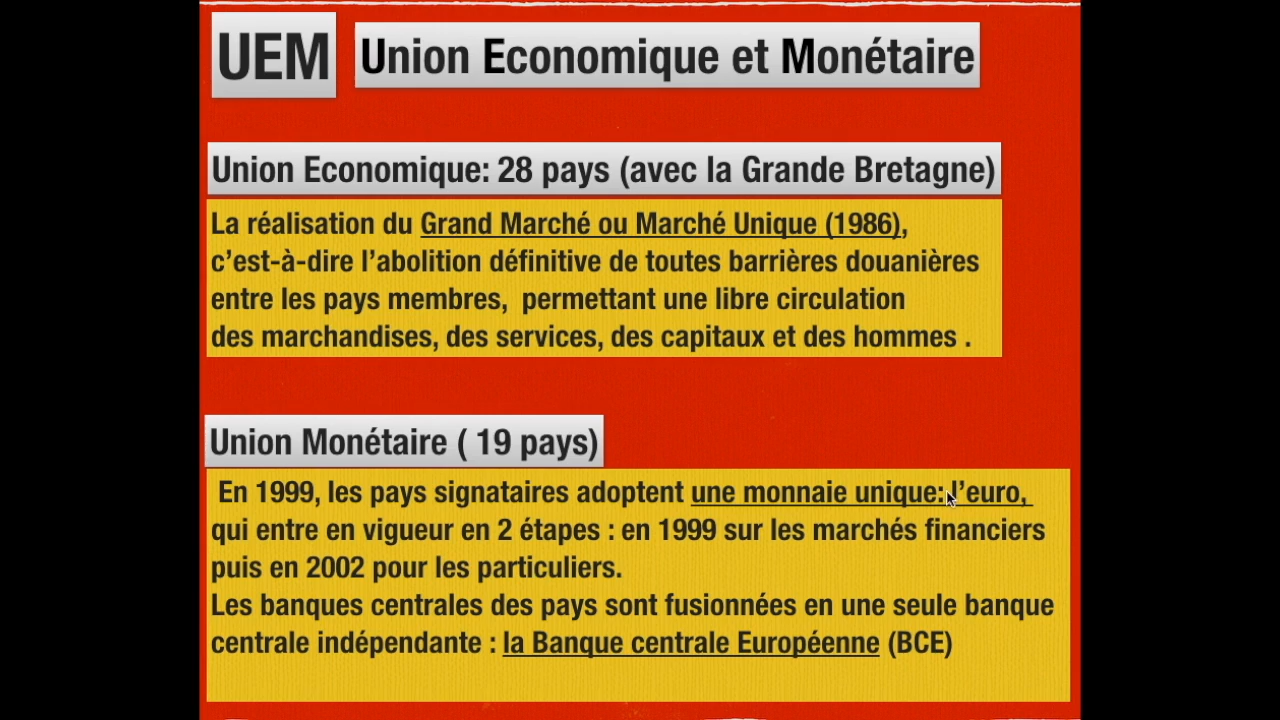 UEM
Union Economique et Monétaire
Union Economique: 28 pays (avec la Grande Bretagne)
La réalisation du Grand Marché ou Marché Unique (1986),
c’est-à-dire l’abolition définitive de toutes barrières douanières
entre les pays membres, permettant une libre circulation
des marchandises, des services, des capitaux et des hommes .
Union Monétaire ( 19 pays)
En 1999, les pays signataires adoptent une monnaie unique: l’euro,
qui entre en vigueur en 2 étapes : en 1999 sur les marchés financiers
puis en 2002 pour les particuliers.
Les banques centrales des pays sont fusionnées en une seule banque
centrale indépendante : la Banque centrale Européenne (BCE)